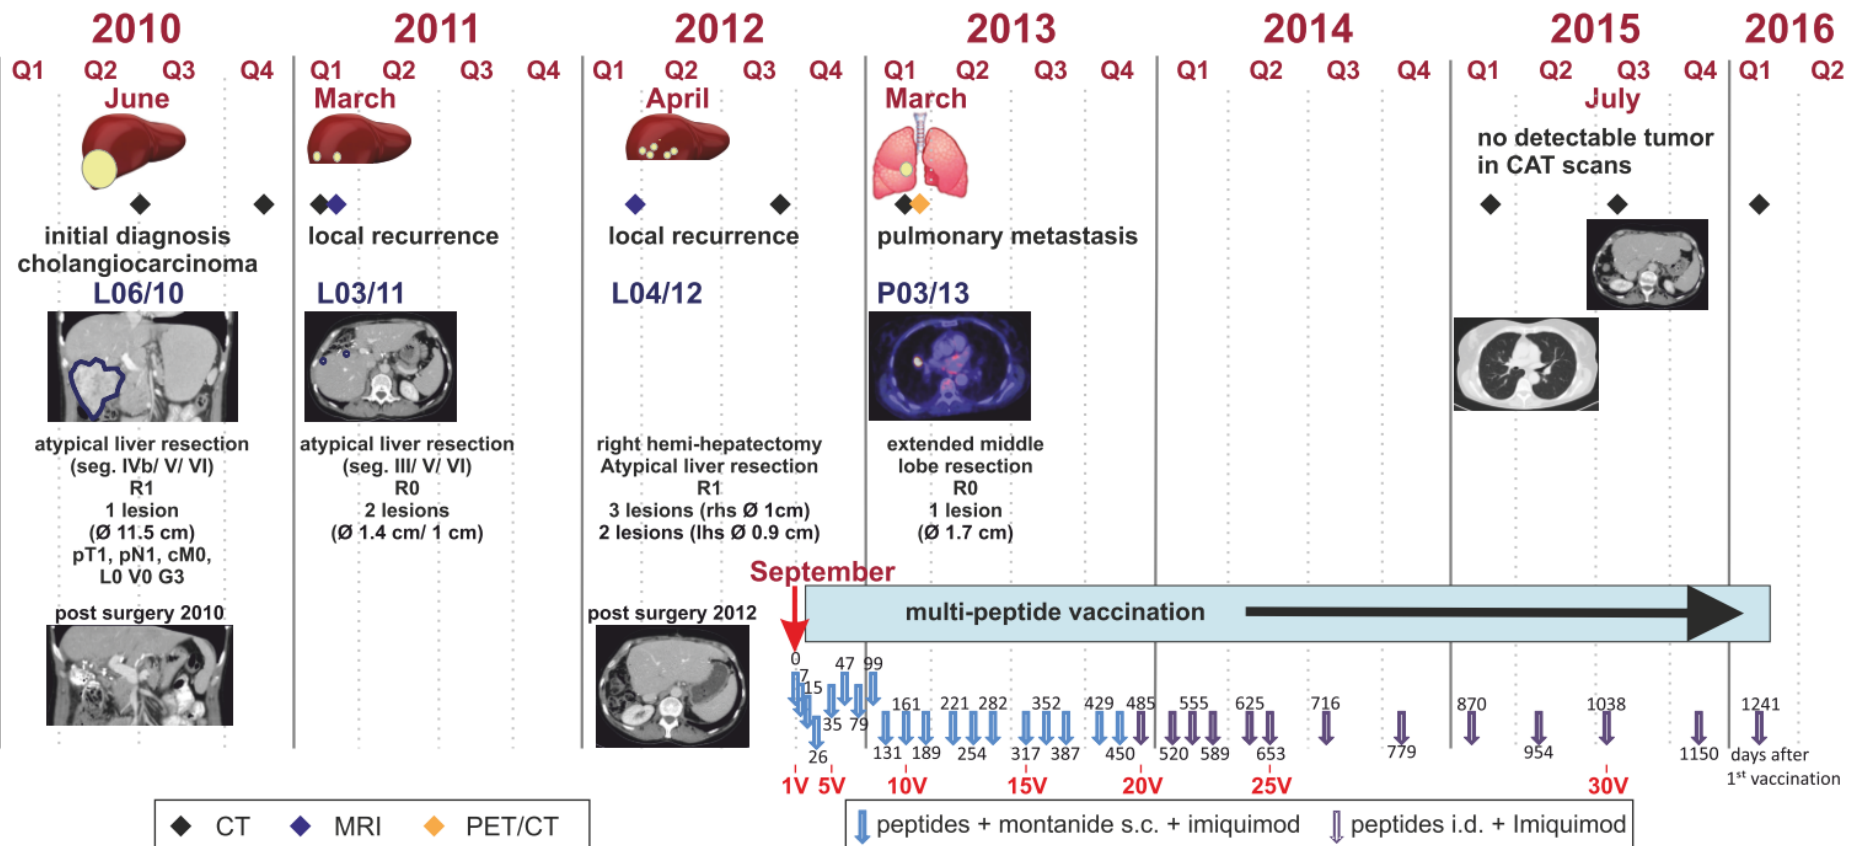 2010 2011 2012 2013 2014 2015 2016
Q1 Q2 Q3 Q4 Q1 Q2 Q3 Q4 Q1 Q2 Q3 Q4 Q1 Q2 Q3 Q4 Q1 Q2 Q3 Q4 Q1 Q2 Q3 Q4 Q1 Q2
June March April March July
no detectable tumor
in CAT scans
initial diagnosis
cholangiocarcinoma
L06/10
local recurrence
L03/11
local recurrence
L04/12
pulmonary metastasis
P03/13
atypical liver resection
(seg. IVb/ V/ VI)
R1
1 lesion
(Ø 11.5 cm)
pT1, pN1, cM0,
L0 V0 G3
atypical liver resection
(seg. III/ V/ VI)
R0
2 lesions
(Ø 1.4 cm/ 1 cm)
right hemi-hepatectomy
Atypical liver resection
R1
3 lesions (rhs Ø 1cm)
2 lesions (lhs Ø 0.9 cm)
extended middle
lobe resection
R0
1 lesion
(Ø 1.7 cm)
September
post surgery 2010
post surgery 2012
multi-peptide vaccination
0
7 47 99
15
161 221 282 352 429 485 555 625 716 870 1038 1241
35 79
26 131 189 254 317 387 450 520 589 653 779 954 1150 days after
1st vaccination
1V 5V 10V 15V 20V 25V 30V
CT MRI PET/CT
peptides + montanide s.c. + imiquimod peptides i.d. + Imiquimod